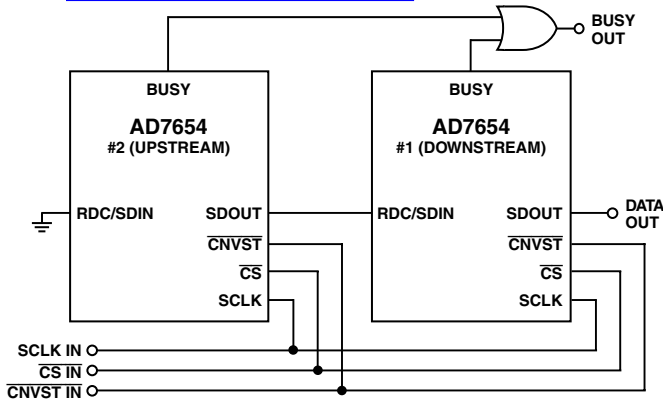 BUSY
OUT
BUSY
BUSY
AD7654
#2 (UPSTREAM)
AD7654
#1 (DOWNSTREAM)
RDC/SDIN
SDOUT
RDC/SDIN
SDOUT
DATA
OUT
CNVST
CNVST
CS
CS
SCLK
SCLK
SCLK IN
CS IN
CNVST IN